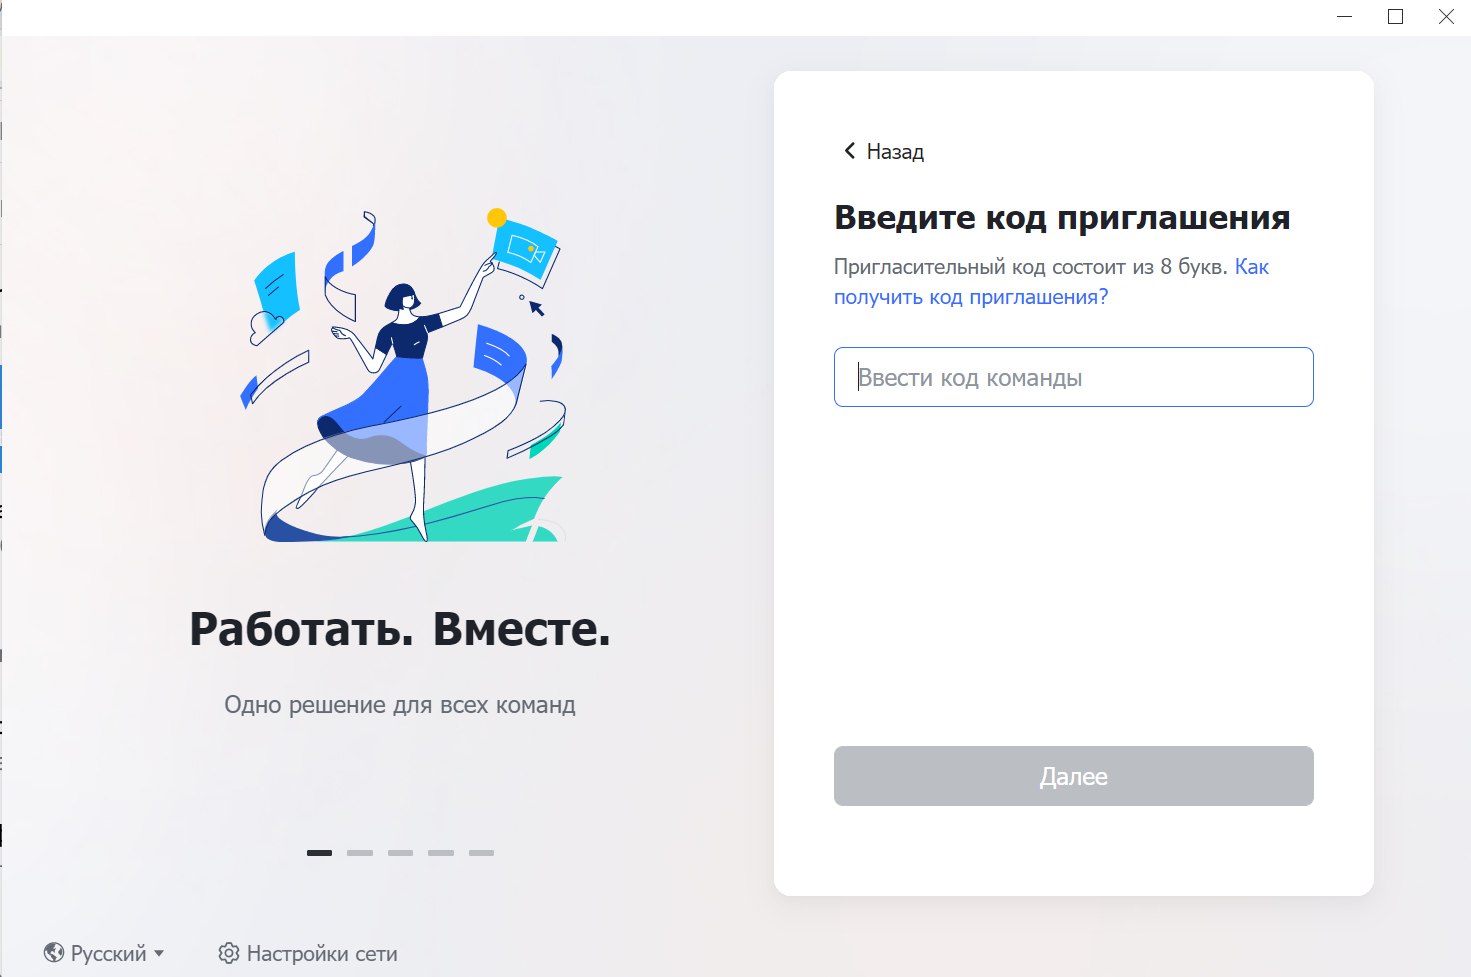 Назад
Введите код приглашения
Пригласительный код состоит из 8 букв. Как
получить код приглашения?
Ввести код команды
Далее
Работать. Вместе.
Одно решение для всех команд
Русский
Настройки сети